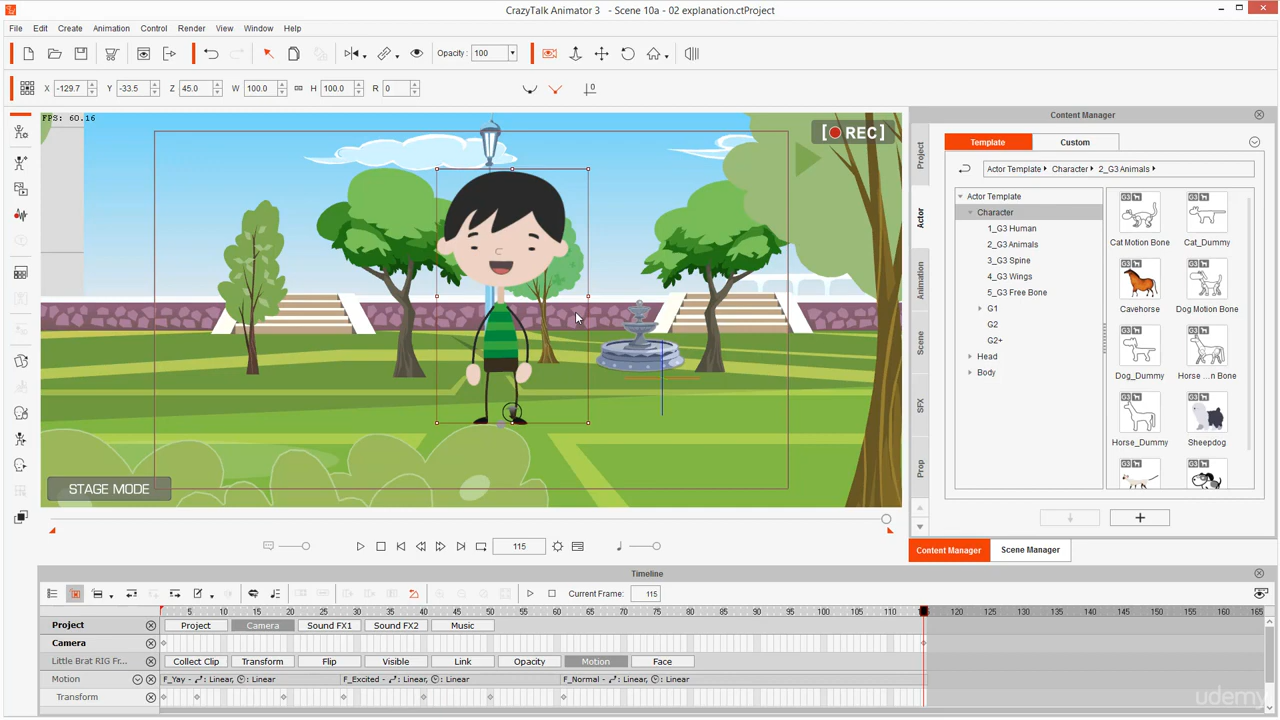 CrazyTalk Animator 3 - Scene 10a - 02 explanation.ctProject
File Edit Create Animation Control Render View Window Help
Opacity : 100
X -129.7 Y -33.5 Z 45.0 W 100.0 H 100.0 R 0
FPS: 60.16
[ REC ]
STAGE MODE
115
Content Manager
Project
Actor
Animation
Scene
SFX
Prop
Template Custom
Actor Template Character 2_G3 Animals
Actor Template
Character
1_G3 Human
2_G3 Animals
3_G3 Spine
4_G3 Wings
5_G3 Free Bone
G1
G2
G2+
Head
Body
Cat Motion Bone Cat_Dummy
Cavehorse Dog Motion Bone
Dog_Dummy Horse ...n Bone
Horse_Dummy Sheepdog
Content Manager Scene Manager
Timeline
Current Frame: 115
5 10 15 20 25 30 35 40 45 50 55 60 65 70 75 80 85 90 95 100 105 110 120 125 130 135 140 145 150 155 160 165
Project Project Camera Sound FX1 Sound FX2 Music
Camera
Little Brat RIG Fr... Collect Clip Transform Flip Visible Link Opacity Motion Face
Motion F_Yay - : Linear, : Linear F_Excited - : Linear, : Linear F_Normal - : Linear, : Linear
Transform
udemy